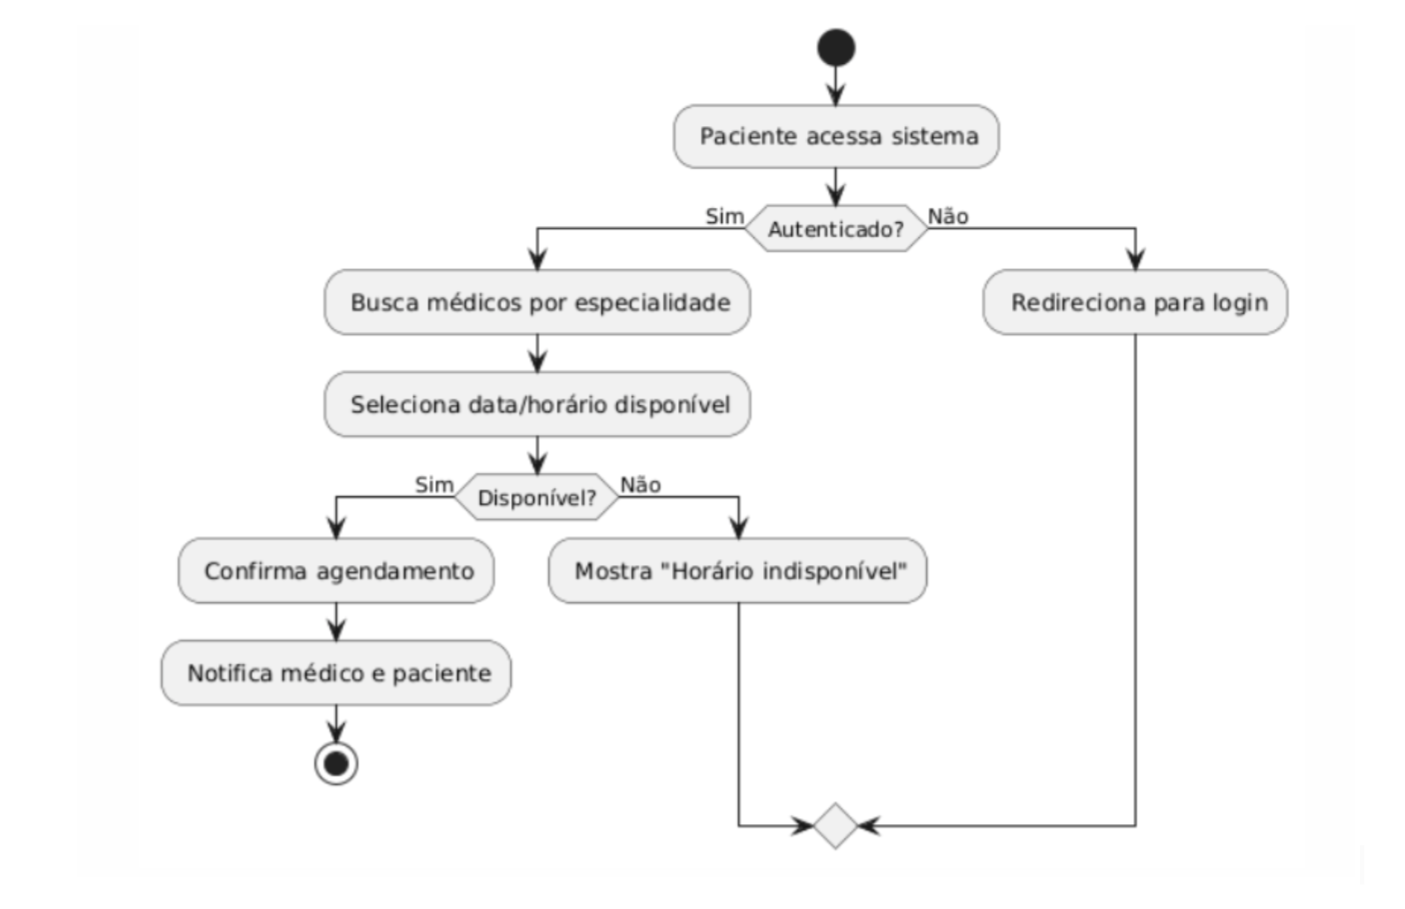 Paciente acessa sistema
Sim
Autenticado?
Não
Busca médicos por especialidade
Redireciona para login
Seleciona data/horário disponível
Sim
Disponível?
Não
Confirma agendamento
Mostra "Horário indisponível"
Notifica médico e paciente